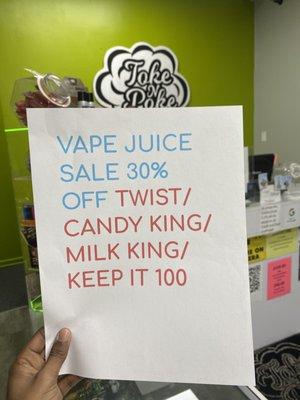 Toke N
Poke
VAPE JUICE
SALE 30%
OFF TWIST/
CANDY KING/
MILK KING/
KEEP IT 100